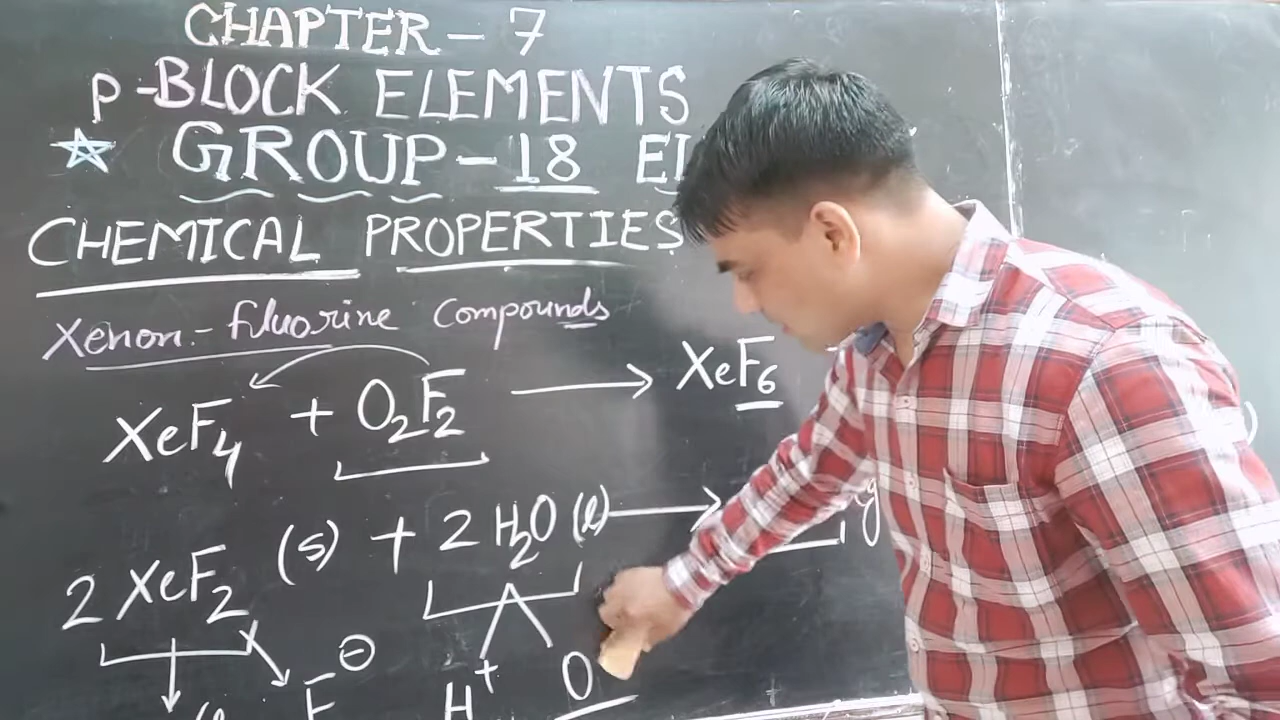 CHAPTER - 7
p-BLOCK ELEMENTS
☆ GROUP - 18 El
CHEMICAL PROPERTIES
Xenon - fluorine Compounds
XeF₄ + O₂F₂ → XeF₆
2 XeF₂ (s) + 2 H₂O (l) →
F⊖ H⁺ O